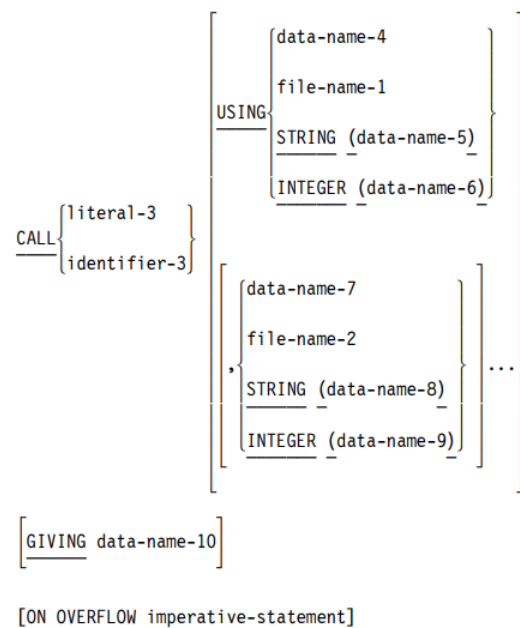 data-name-4
file-name-1
USING
STRING (data-name-5)
INTEGER (data-name-6)
literal-3
CALL
identifier-3
data-name-7
file-name-2
, ...
STRING (data-name-8)
INTEGER (data-name-9)
[GIVING data-name-10]
[ON OVERFLOW imperative-statement]